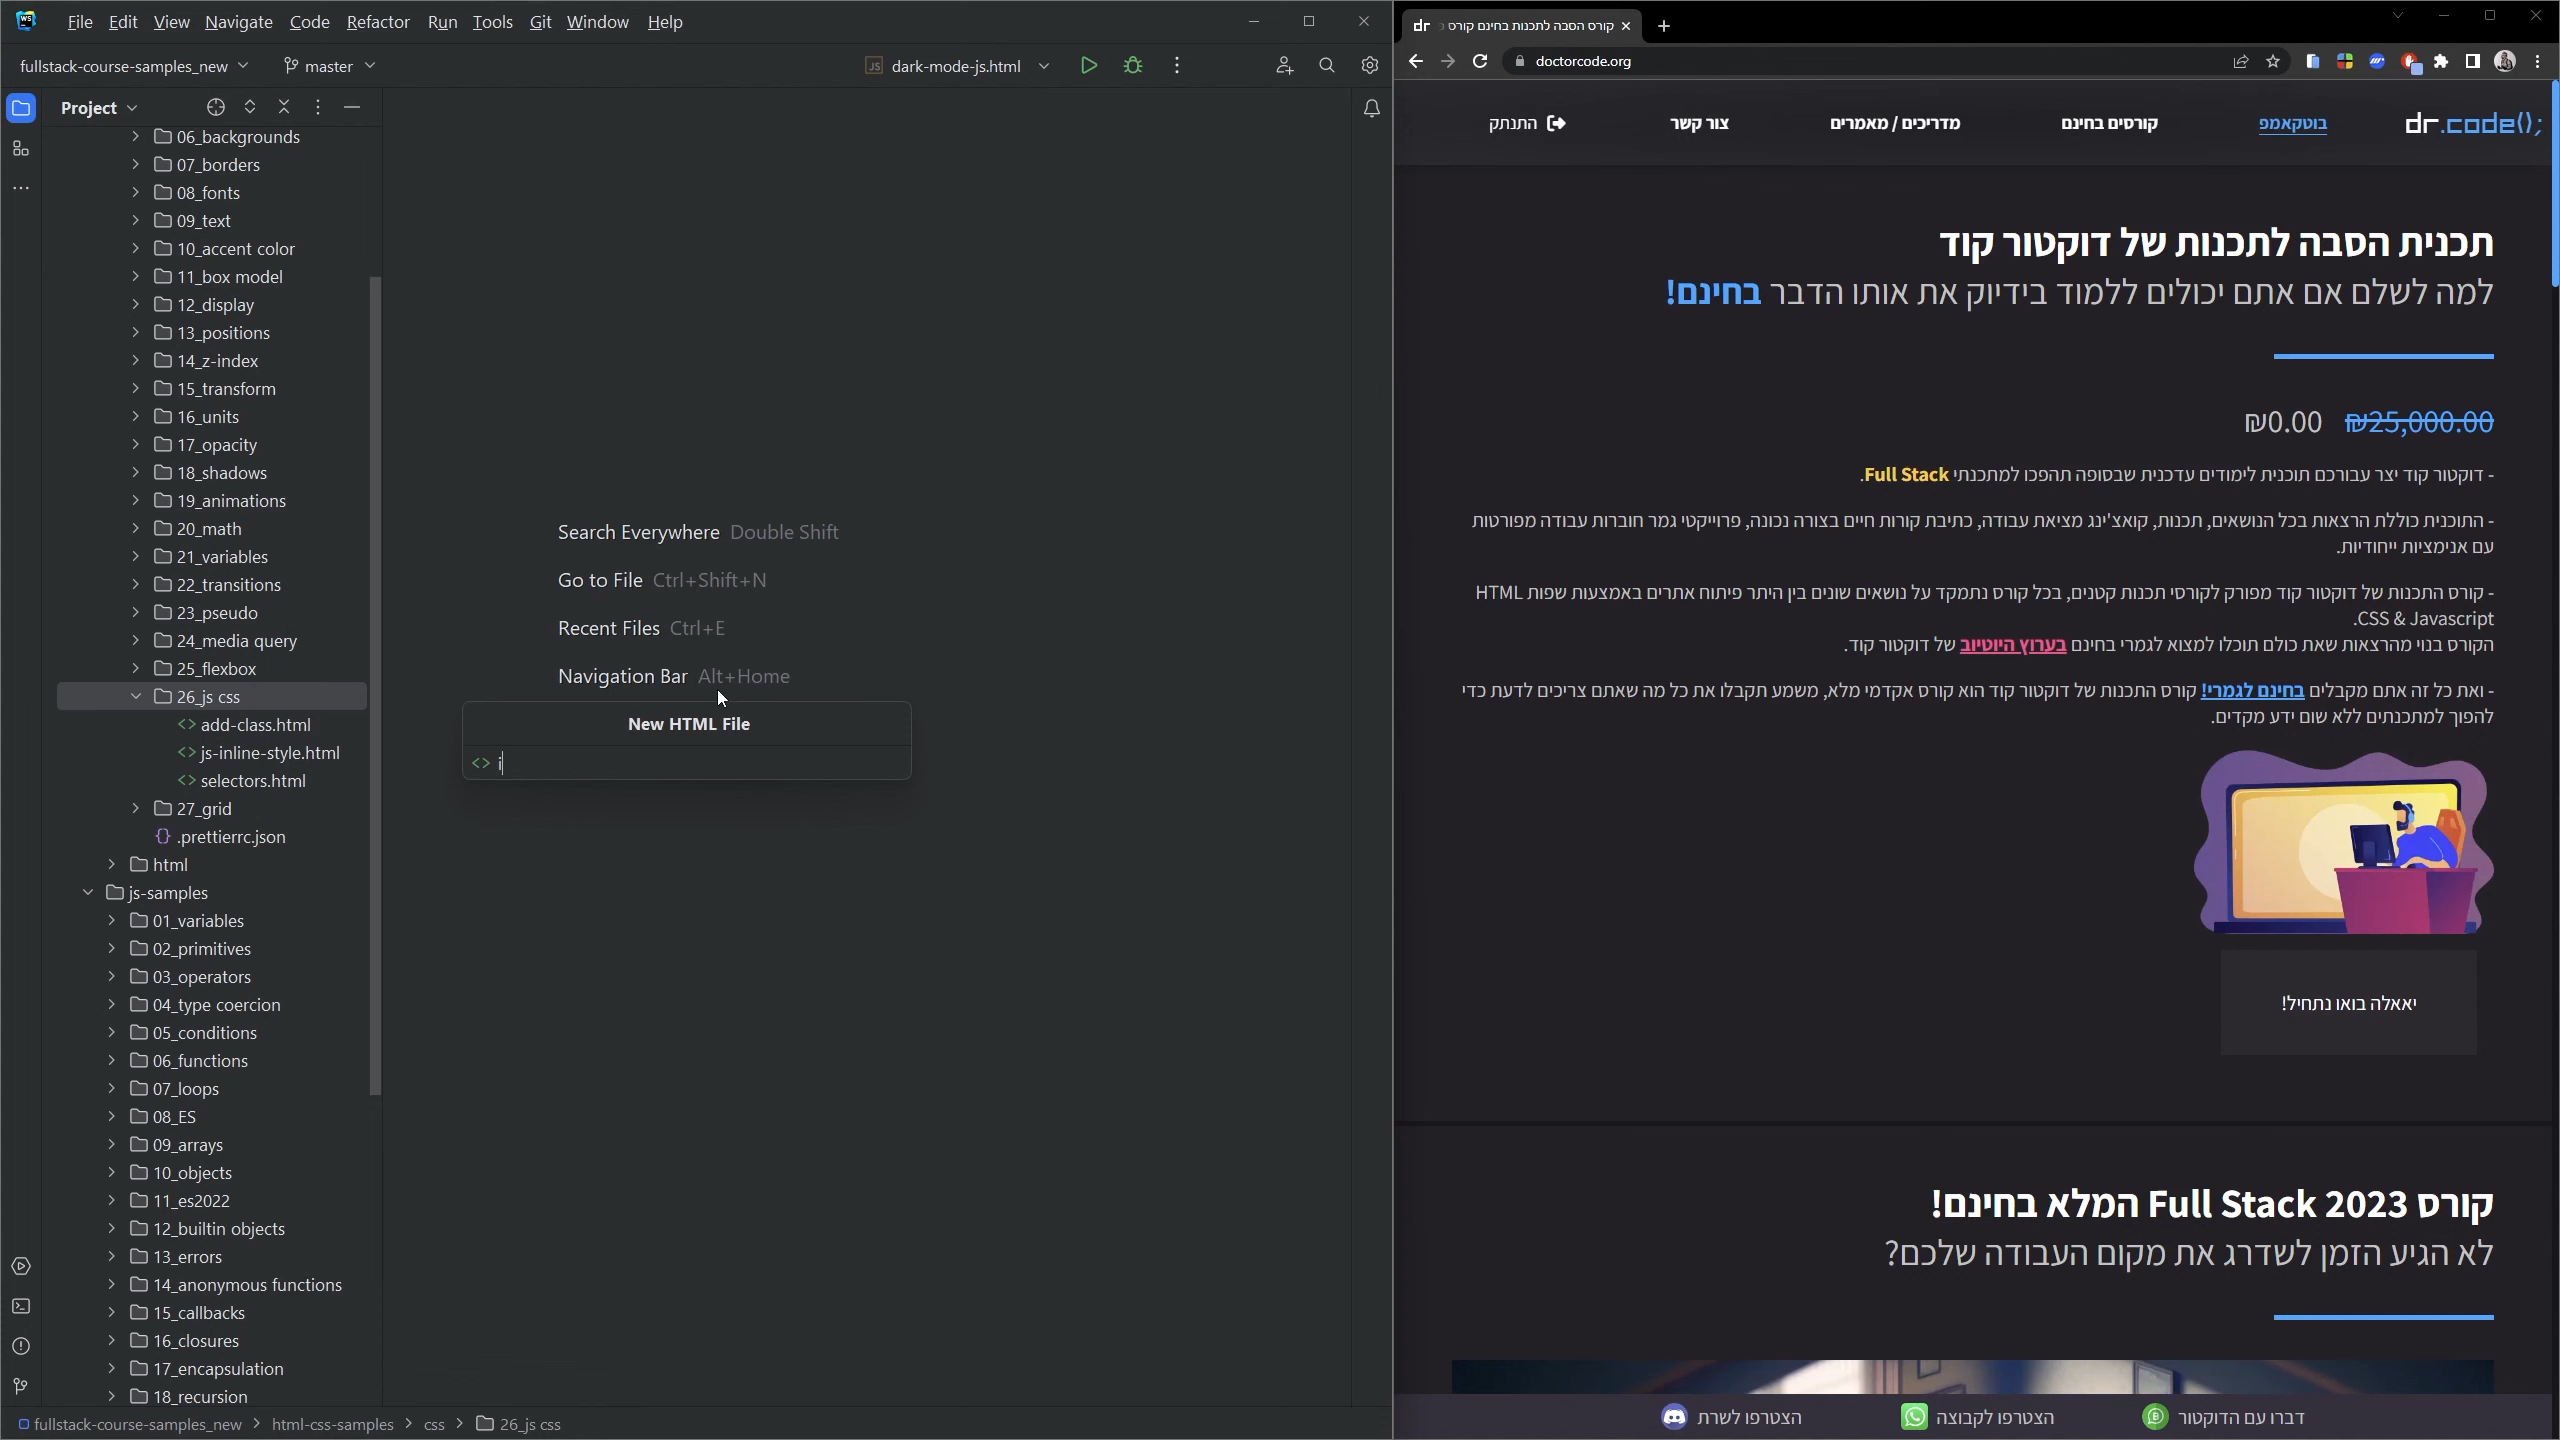 File Edit View Navigate Code Refactor Run Tools Git Window Help
fullstack-course-samples_new master dark-mode-js.html
Project
06_backgrounds
07_borders
08_fonts
09_text
10_accent color
11_box model
12_display
13_positions
14_z-index
15_transform
16_units
17_opacity
18_shadows
19_animations
20_math
21_variables
22_transitions
23_pseudo
24_media query
25_flexbox
26_js css
add-class.html
js-inline-style.html
selectors.html
27_grid
.prettierrc.json
html
js-samples
01_variables
02_primitives
03_operators
04_type coercion
05_conditions
06_functions
07_loops
08_ES
09_arrays
10_objects
11_es2022
12_builtin objects
13_errors
14_anonymous functions
15_callbacks
16_closures
17_encapsulation
18_recursion
Search Everywhere Double Shift
Go to File Ctrl+Shift+N
Recent Files Ctrl+E
Navigation Bar Alt+Home
New HTML File
i
fullstack-course-samples_new > html-css-samples > css > 26_js css
קורס הסבה לתכנות בחינם קורס
doctorcode.org
dr.code();
בוטקאמפ
קורסים בחינם
מדריכים / מאמרים
צור קשר
התנתק
תכנית הסבה לתכנות של דוקטור קוד
למה לשלם אם אתם יכולים ללמוד בידיוק את אותו הדבר בחינם!
₪25,000.00 ₪0.00
- דוקטור קוד יצר עבורכם תוכנית לימודים עדכנית שבסופה תהפכו למתכנתי Full Stack.
- התוכנית כוללת הרצאות בכל הנושאים, תכנות, קואצ'ינג מציאת עבודה, כתיבת קורות חיים בצורה נכונה, פרוייקטי גמר חוברות עבודה מפורטות
עם אנימציות ייחודיות.
- קורס התכנות של דוקטור קוד מפורק לקורסי תכנות קטנים, בכל קורס נתמקד על נושאים שונים בין היתר פיתוח אתרים באמצעות שפות HTML
CSS & Javascript.
הקורס בנוי מהרצאות שאת כולם תוכלו למצוא לגמרי בחינם בערוץ היוטיוב של דוקטור קוד.
- ואת כל זה אתם מקבלים בחינם לגמרי! קורס התכנות של דוקטור קוד הוא קורס אקדמי מלא, משמע תקבלו את כל מה שאתם צריכים לדעת כדי
להפוך למתכנתים ללא שום ידע מקדים.
יאאלה בואו נתחיל!
קורס Full Stack 2023 המלא בחינם!
לא הגיע הזמן לשדרג את מקום העבודה שלכם?
דברו עם הדוקטור
הצטרפו לקבוצה
הצטרפו לשרת